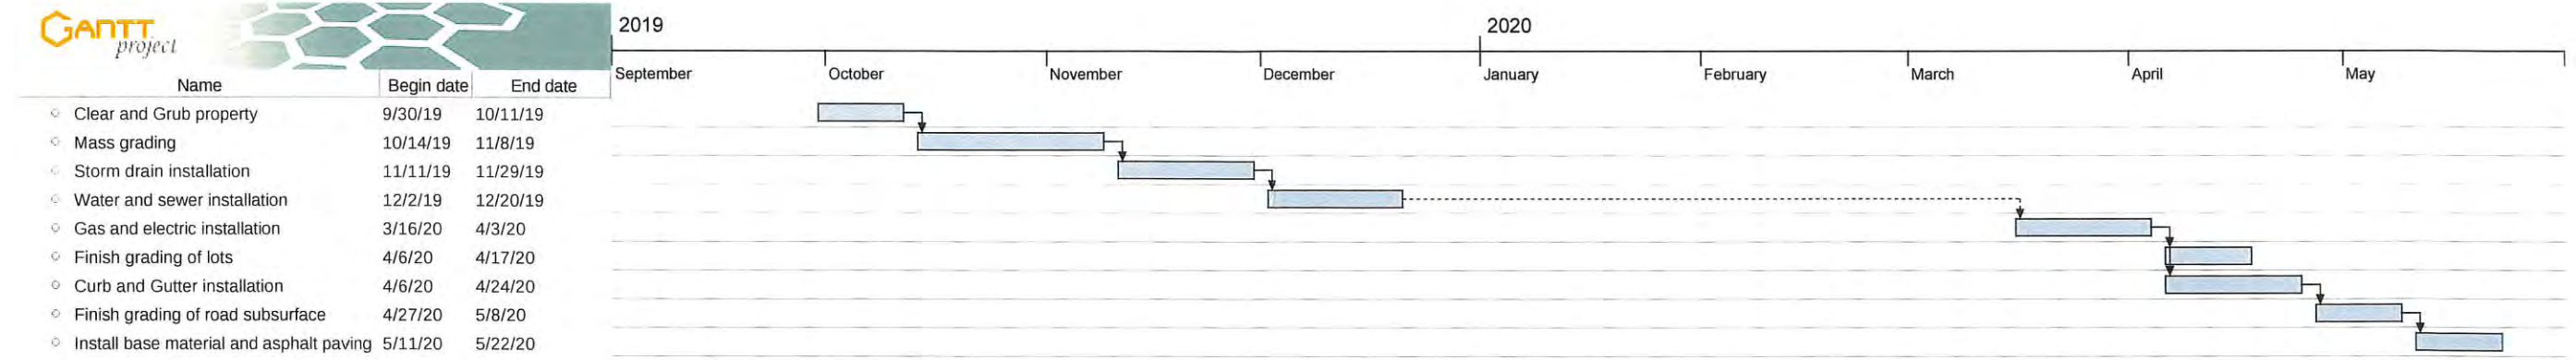 GANTT
project
2019
2020
September October November December January February March April May
Name Begin date End date
Clear and Grub property 9/30/19 10/11/19
Mass grading 10/14/19 11/8/19
Storm drain installation 11/11/19 11/29/19
Water and sewer installation 12/2/19 12/20/19
Gas and electric installation 3/16/20 4/3/20
Finish grading of lots 4/6/20 4/17/20
Curb and Gutter installation 4/6/20 4/24/20
Finish grading of road subsurface 4/27/20 5/8/20
Install base material and asphalt paving 5/11/20 5/22/20